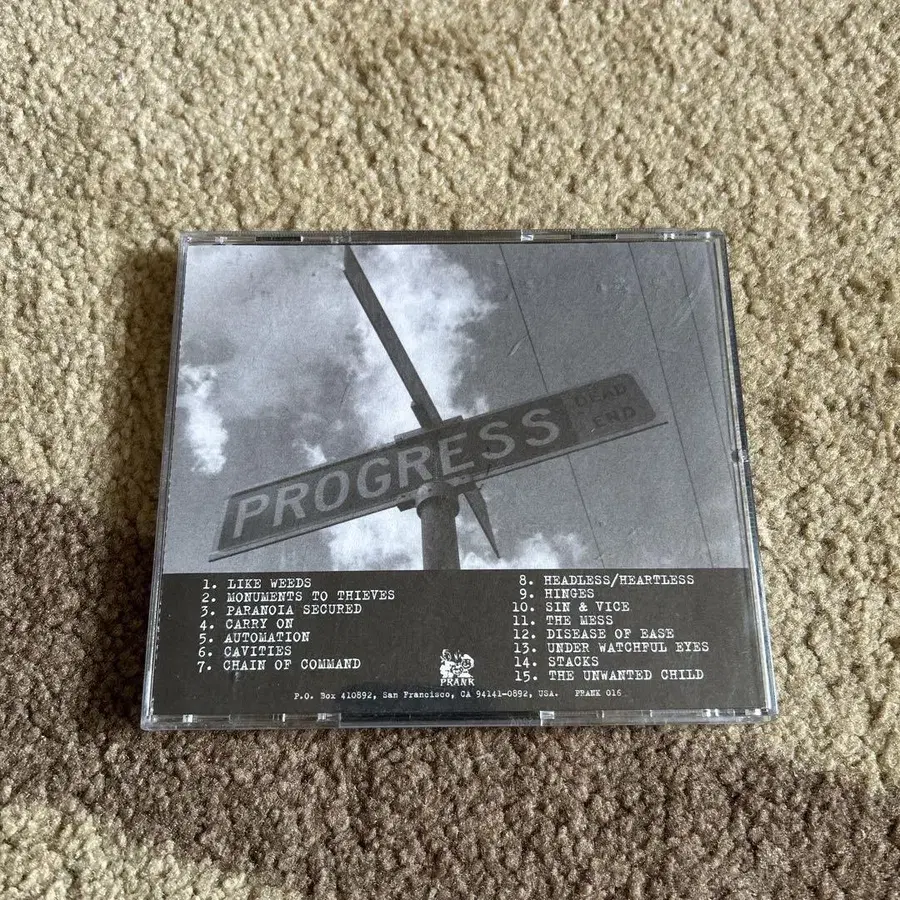 PROGRESS DEAD END
1. LIKE WEEDS
2. MONUMENTS TO THIEVES
3. PARANOIA SECURED
4. CARRY ON
5. AUTOMATION
6. CAVITIES
7. CHAIN OF COMMAND
8. HEADLESS/HEARTLESS
9. HINGES
10. SIN & VICE
11. THE MESS
12. DISEASE OF EASE
13. UNDER WATCHFUL EYES
14. STACKS
15. THE UNWANTED CHILD
PRANK
P.O. Box 410892, San Francisco, CA 94141-0892, USA. PRANK 016